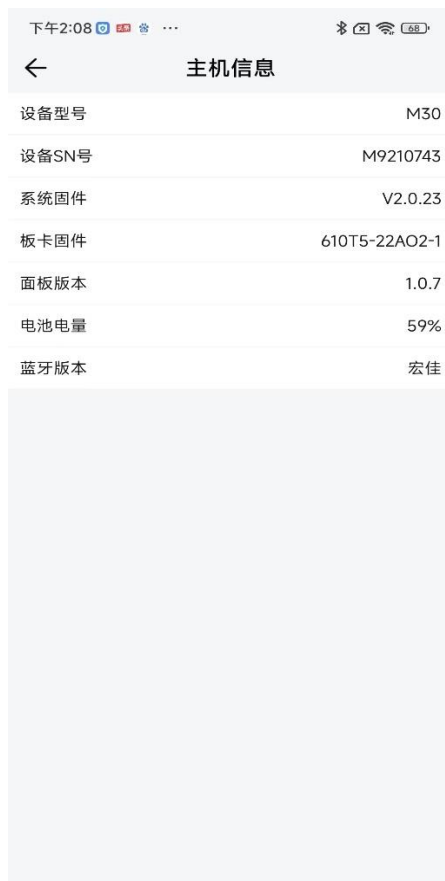 下午2:08 ··· 68
主机信息
设备型号 M30
设备SN号 M9210743
系统固件 V2.0.23
板卡固件 610T5-22AO2-1
面板版本 1.0.7
电池电量 59%
蓝牙版本 宏佳